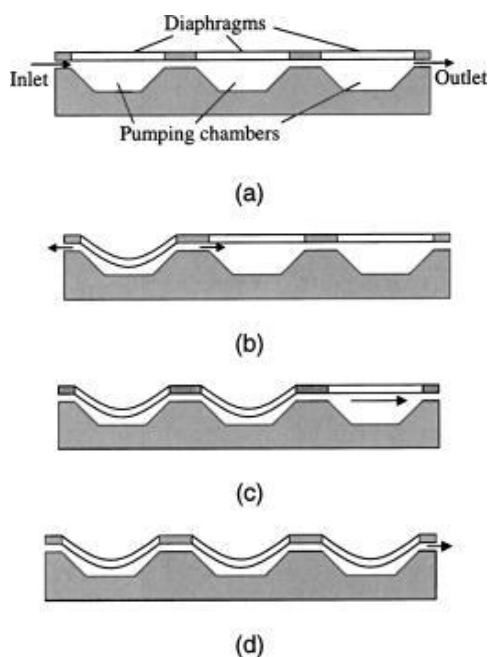 Diaphragms
Inlet
Outlet
Pumping chambers
(a)
(b)
(c)
(d)